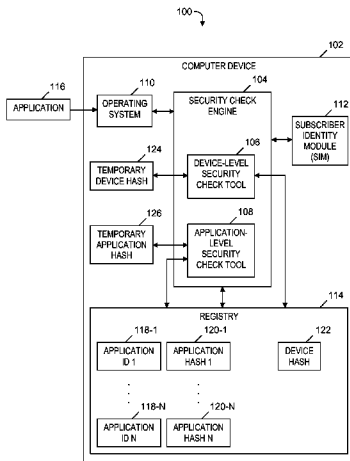 100
102
COMPUTER DEVICE
116
APPLICATION
110
OPERATING
SYSTEM
104
SECURITY CHECK
ENGINE
112
SUBSCRIBER
IDENTITY
MODULE
(SIM)
124
TEMPORARY
DEVICE HASH
106
DEVICE-LEVEL
SECURITY
CHECK TOOL
126
TEMPORARY
APPLICATION
HASH
108
APPLICATION-
LEVEL
SECURITY
CHECK TOOL
114
REGISTRY
118-1
APPLICATION
ID 1
120-1
APPLICATION
HASH 1
122
DEVICE
HASH
118-N
APPLICATION
ID N
120-N
APPLICATION
HASH N